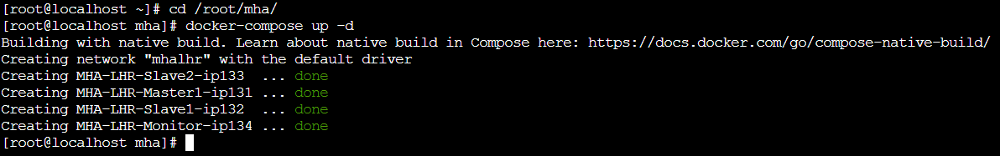 [root@localhost ~]# cd /root/mha/
[root@localhost mha]# docker-compose up -d
Building with native build. Learn about native build in Compose here: https://docs.docker.com/go/compose-native-build/
Creating network "mhalhr" with the default driver
Creating MHA-LHR-Slave2-ip133  ... done
Creating MHA-LHR-Master1-ip131 ... done
Creating MHA-LHR-Slave1-ip132  ... done
Creating MHA-LHR-Monitor-ip134 ... done
[root@localhost mha]#